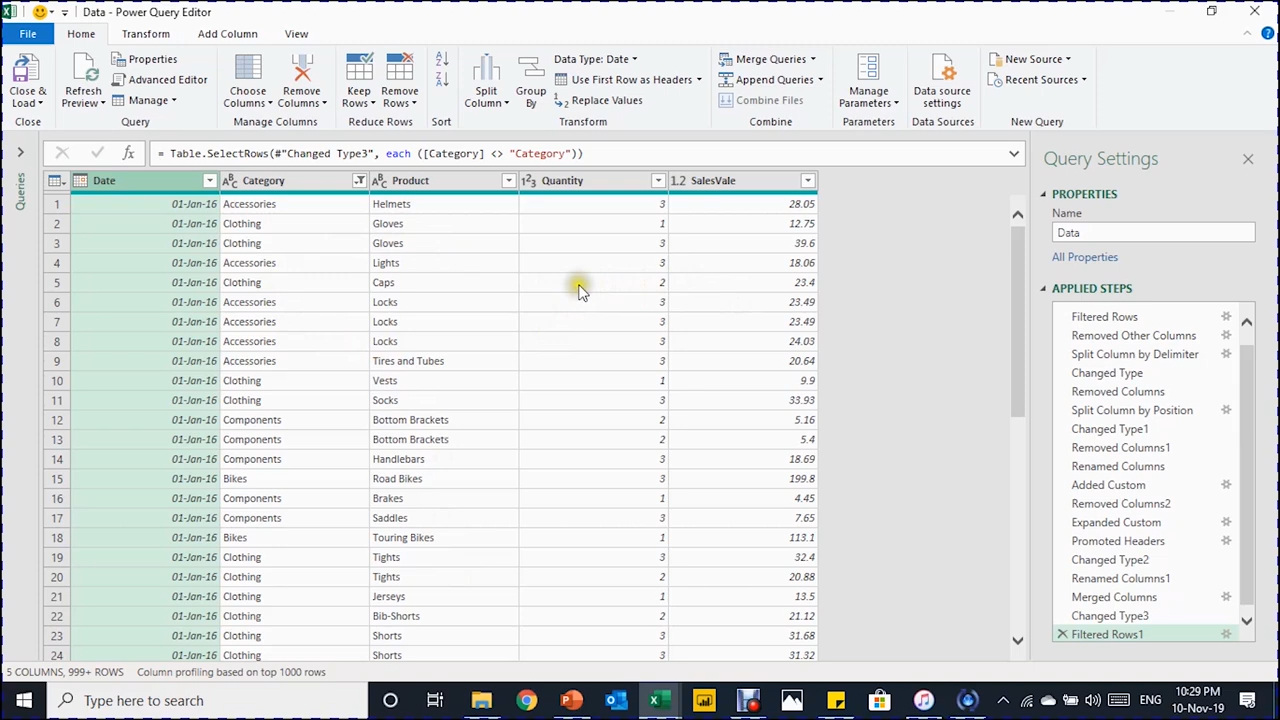 Data - Power Query Editor
File Home Transform Add Column View
Close & Load
Refresh Preview
Properties
Advanced Editor
Manage
Choose Columns
Remove Columns
Keep Rows
Remove Rows
Split Column
Group By
Data Type: Date
Use First Row as Headers
Replace Values
Merge Queries
Append Queries
Combine Files
Manage Parameters
Data source settings
New Source
Recent Sources
Close Query Manage Columns Reduce Rows Sort Transform Combine Parameters Data Sources New Query
fx = Table.SelectRows(#"Changed Type3", each ([Category] <> "Category"))
Queries
Date ABC Category ABC Product 123 Quantity 1.2 SalesVale
1 01-Jan-16 Accessories Helmets 3 28.05
2 01-Jan-16 Clothing Gloves 1 12.75
3 01-Jan-16 Clothing Gloves 3 39.6
4 01-Jan-16 Accessories Lights 3 18.06
5 01-Jan-16 Clothing Caps 2 23.4
6 01-Jan-16 Accessories Locks 3 23.49
7 01-Jan-16 Accessories Locks 3 23.49
8 01-Jan-16 Accessories Locks 3 24.03
9 01-Jan-16 Accessories Tires and Tubes 3 20.64
10 01-Jan-16 Clothing Vests 1 9.9
11 01-Jan-16 Clothing Socks 3 33.93
12 01-Jan-16 Components Bottom Brackets 2 5.16
13 01-Jan-16 Components Bottom Brackets 2 5.4
14 01-Jan-16 Components Handlebars 3 18.69
15 01-Jan-16 Bikes Road Bikes 3 199.8
16 01-Jan-16 Components Brakes 1 4.45
17 01-Jan-16 Components Saddles 3 7.65
18 01-Jan-16 Bikes Touring Bikes 1 113.1
19 01-Jan-16 Clothing Tights 3 32.4
20 01-Jan-16 Clothing Tights 2 20.88
21 01-Jan-16 Clothing Jerseys 1 13.5
22 01-Jan-16 Clothing Bib-Shorts 2 21.12
23 01-Jan-16 Clothing Shorts 3 31.68
24 01-Jan-16 Clothing Shorts 3 31.32
Query Settings
PROPERTIES
Name
Data
All Properties
APPLIED STEPS
Filtered Rows
Removed Other Columns
Split Column by Delimiter
Changed Type
Removed Columns
Split Column by Position
Changed Type1
Removed Columns1
Renamed Columns
Added Custom
Removed Columns2
Expanded Custom
Promoted Headers
Changed Type2
Renamed Columns1
Merged Columns
Changed Type3
Filtered Rows1
5 COLUMNS, 999+ ROWS Column profiling based on top 1000 rows
Type here to search
ENG
10:29 PM
10-Nov-19